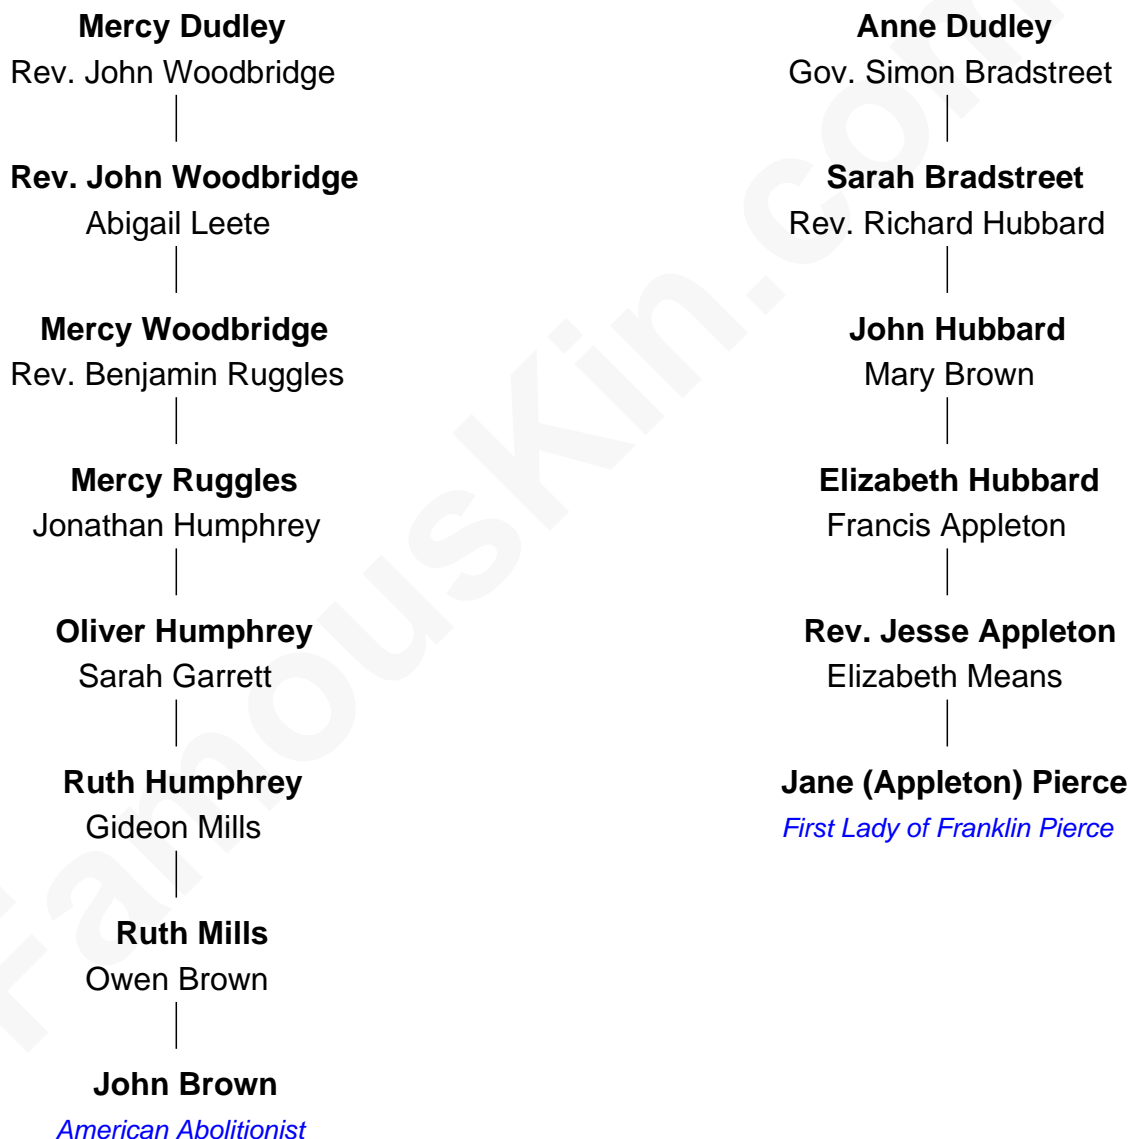 Mercy Dudley
Rev. John Woodbridge
Rev. John Woodbridge
Abigail Leete
Mercy Woodbridge
Rev. Benjamin Ruggles
Mercy Ruggles
Jonathan Humphrey
Oliver Humphrey
Sarah Garrett
Ruth Humphrey
Gideon Mills
Ruth Mills
Owen Brown
John Brown
American Abolitionist
Anne Dudley
Gov. Simon Bradstreet
Sarah Bradstreet
Rev. Richard Hubbard
John Hubbard
Mary Brown
Elizabeth Hubbard
Francis Appleton
Rev. Jesse Appleton
Elizabeth Means
Jane (Appleton) Pierce
First Lady of Franklin Pierce
FamousKin.com